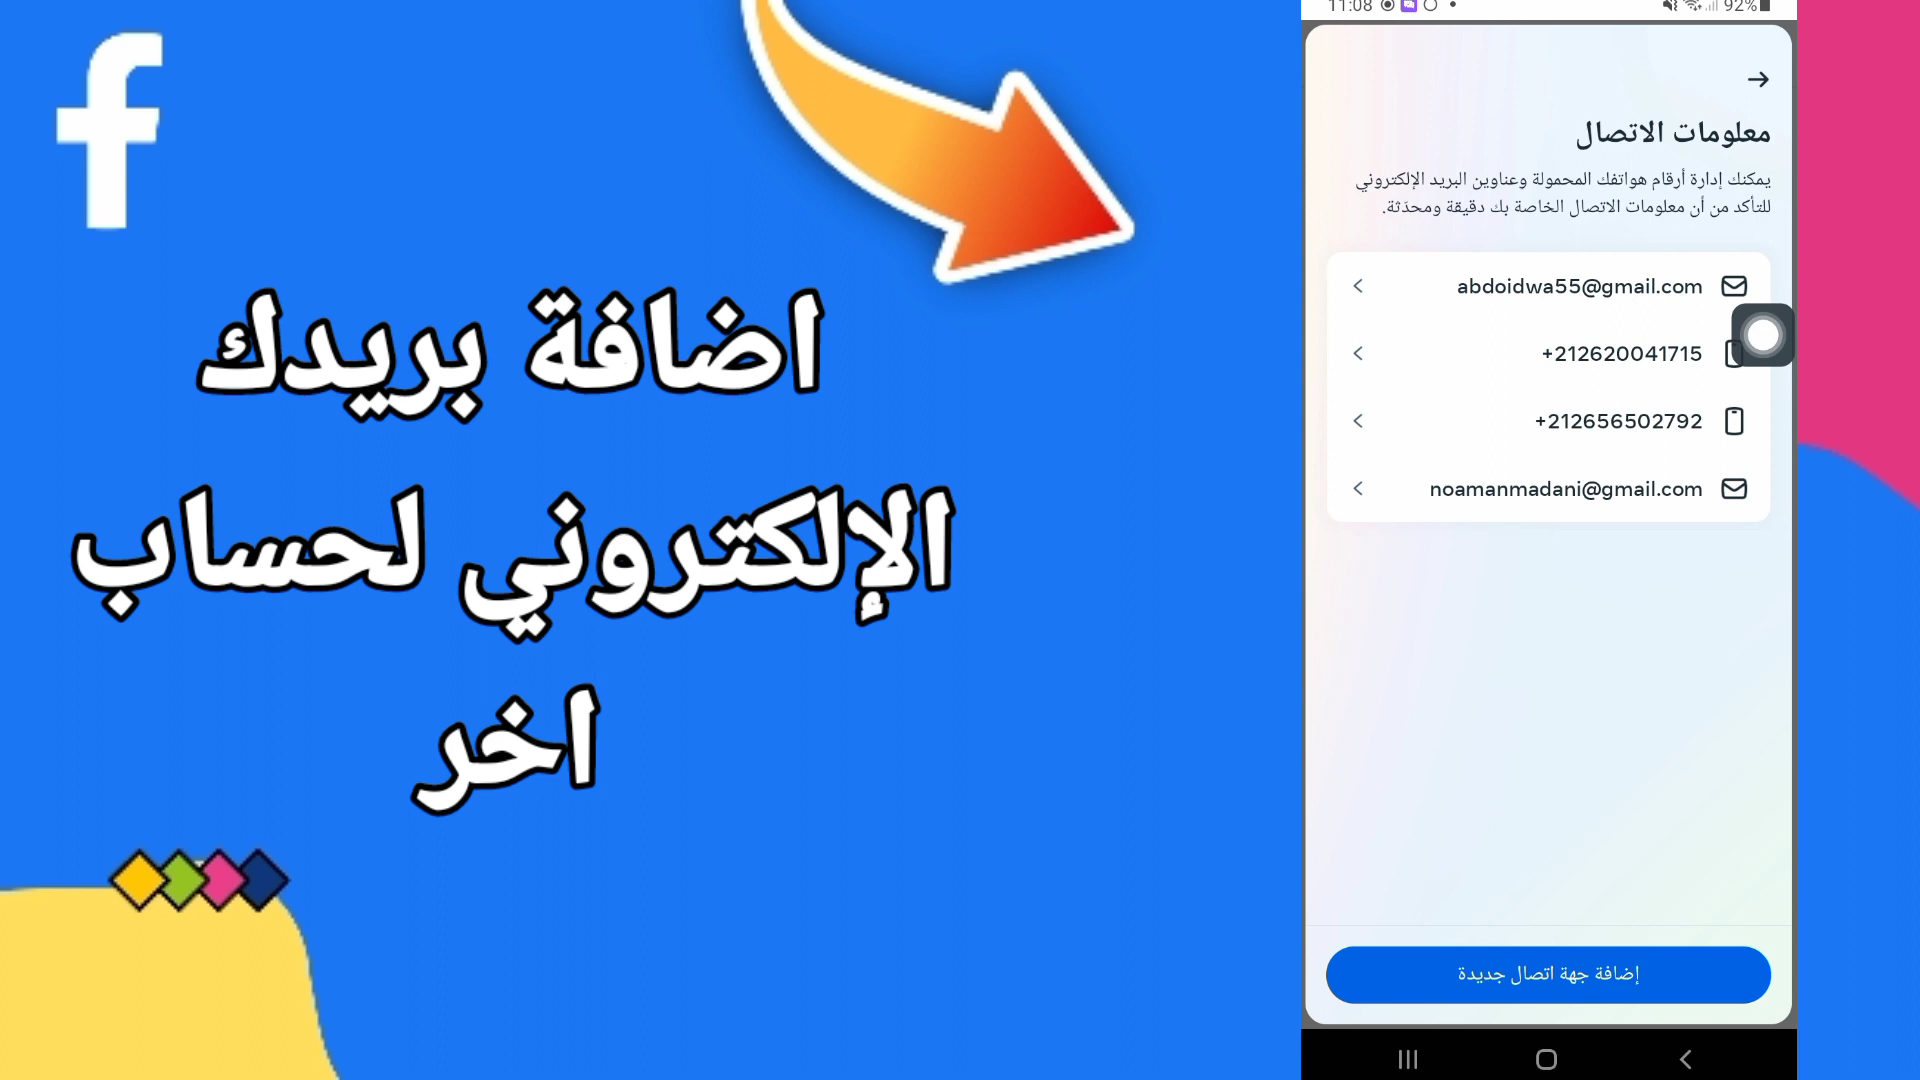 اضافة بريدك
الإلكتروني لحساب
اخر
11:08
92%
معلومات الاتصال
يمكنك إدارة أرقام هواتفك المحمولة وعناوين البريد الإلكتروني
للتأكد من أن معلومات الاتصال الخاصة بك دقيقة ومحدّثة.
abdoidwa55@gmail.com
+212620041715
+212656502792
noamanmadani@gmail.com
إضافة جهة اتصال جديدة